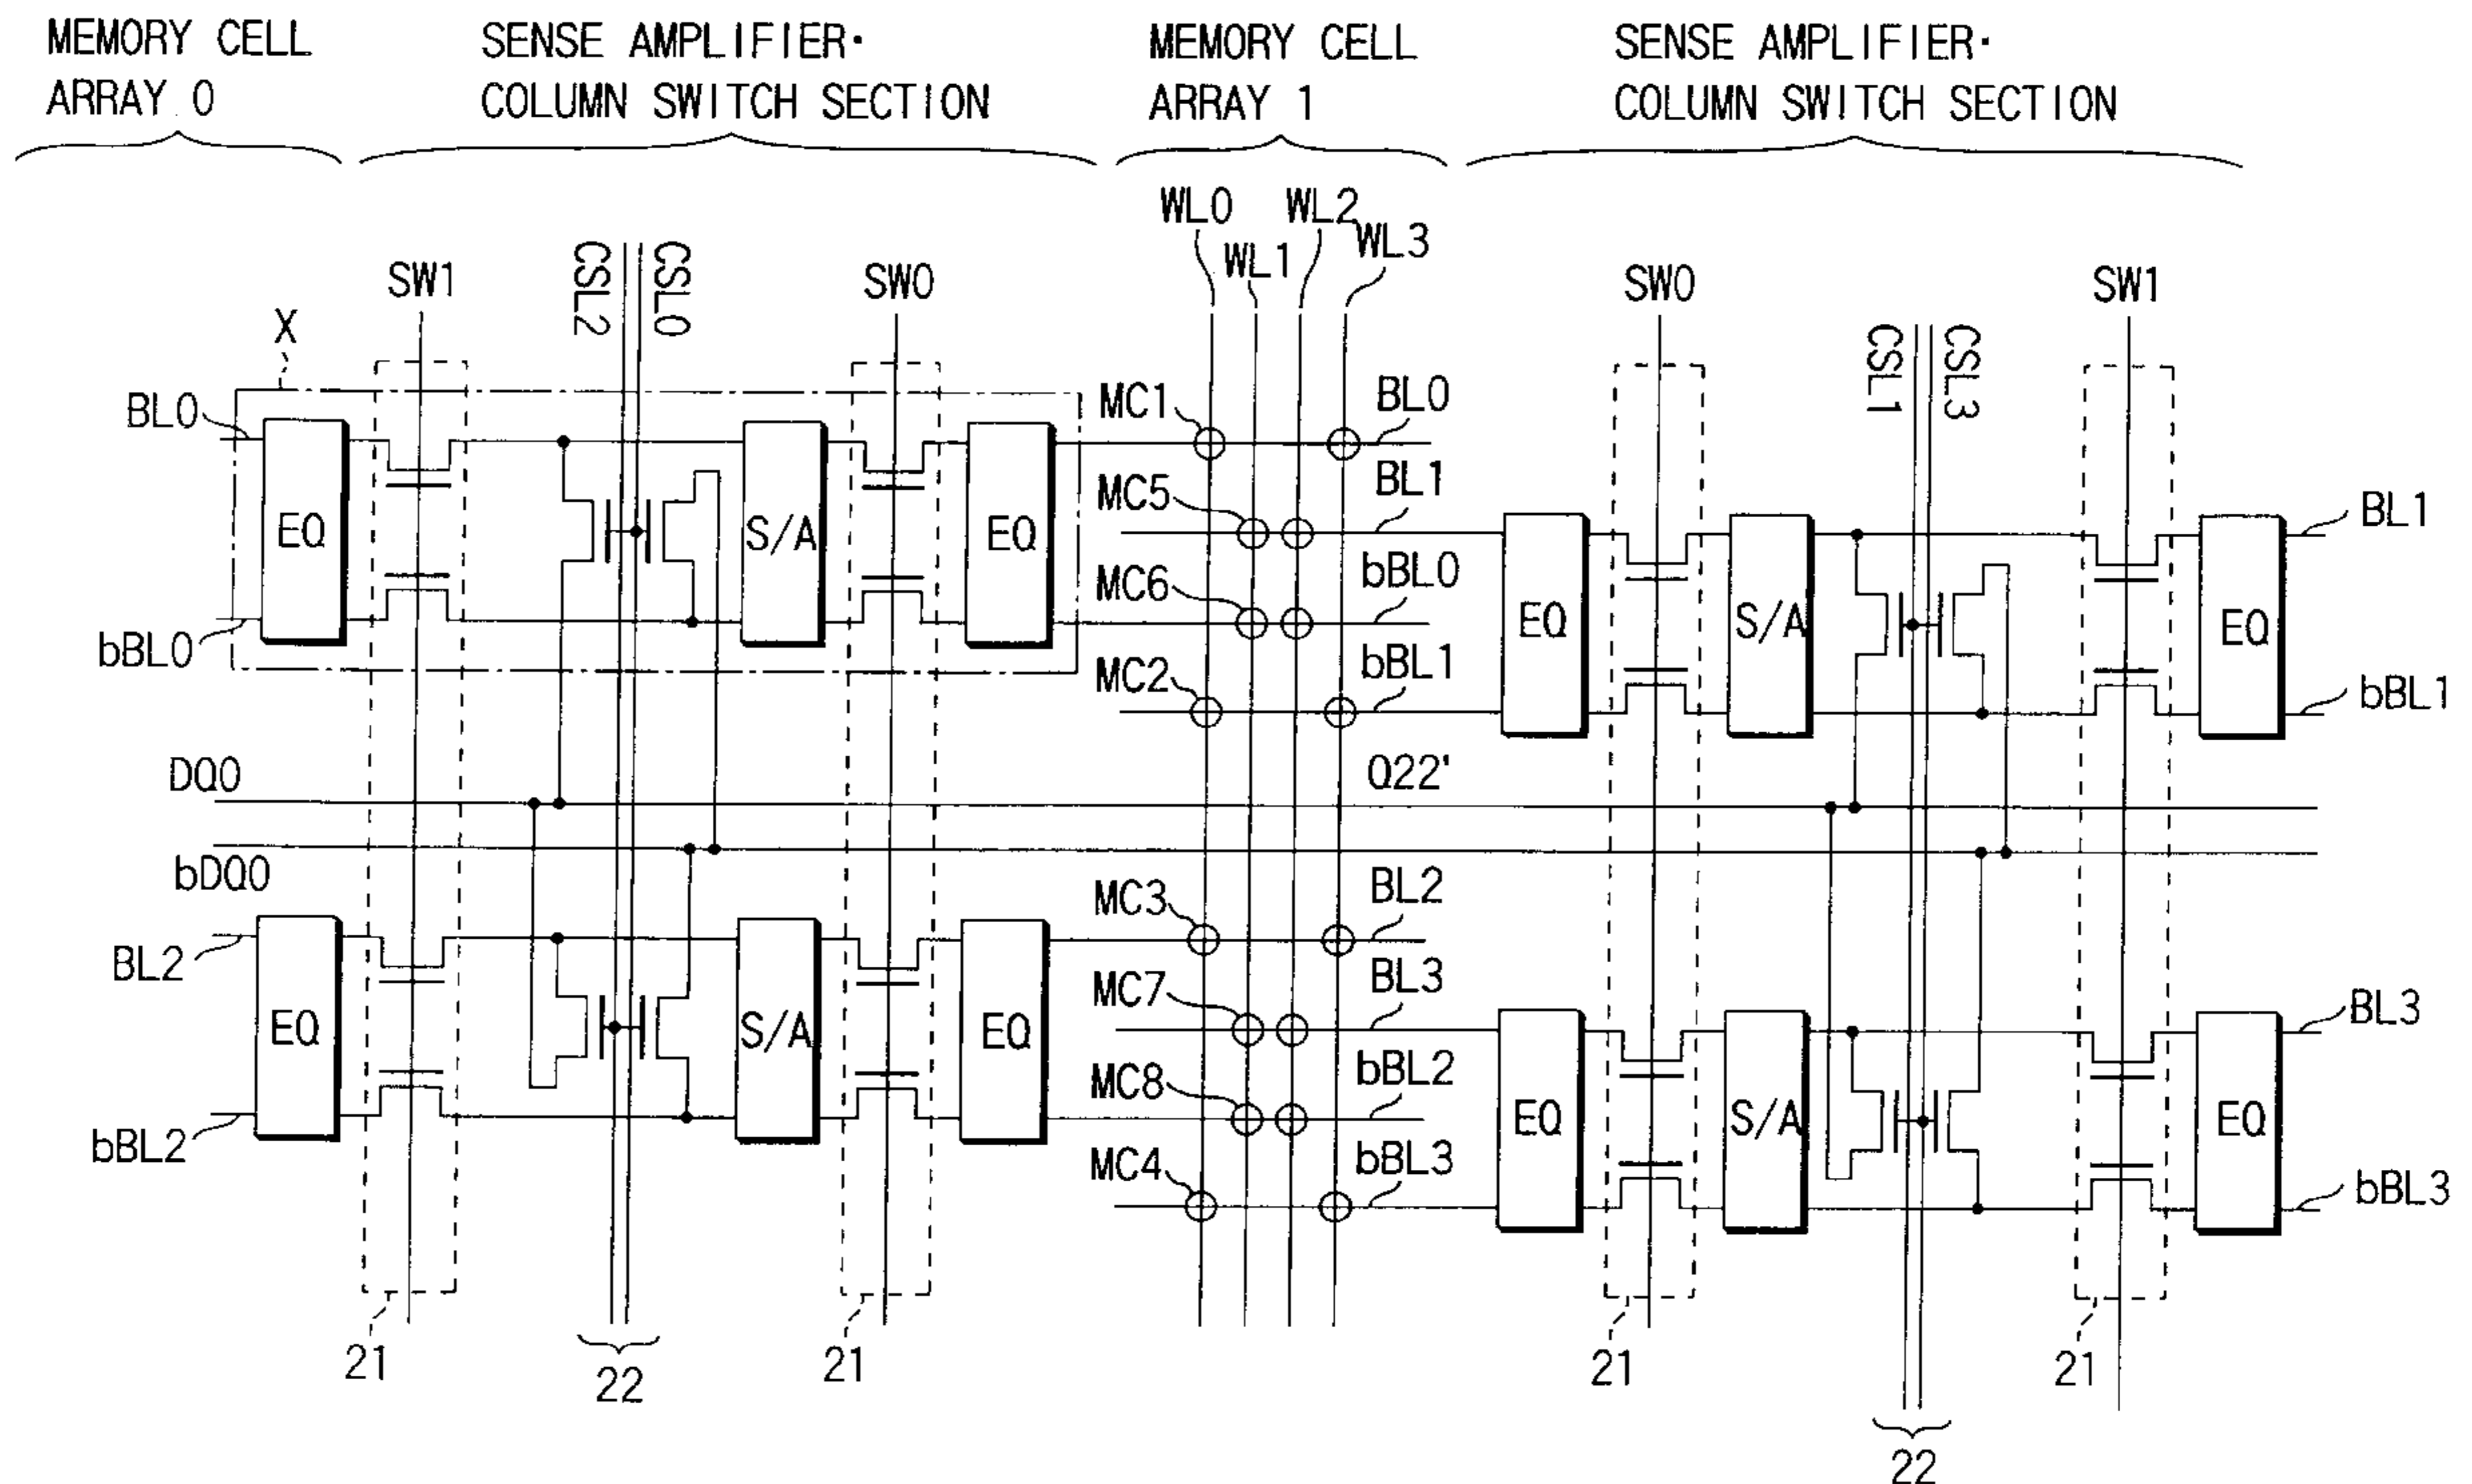 MEMORY CELL
ARRAY 0
SENSE AMPLIFIER·
COLUMN SWITCH SECTION
MEMORY CELL
ARRAY 1
SENSE AMPLIFIER·
COLUMN SWITCH SECTION
WL0
WL1
WL2
WL3
SW1
CSL2
CSL0
SW0
SW0
CSL1
CSL3
SW1
X
BL0
EQ
S/A
EQ
bBL0
MC1
BL0
MC5
BL1
MC6
bBL0
MC2
bBL1
EQ
S/A
EQ
BL1
bBL1
DQ0
Q22'
bDQ0
BL2
EQ
S/A
EQ
bBL2
MC3
BL2
MC7
BL3
MC8
bBL2
MC4
bBL3
EQ
S/A
EQ
BL3
bBL3
21
22
21
21
21
22